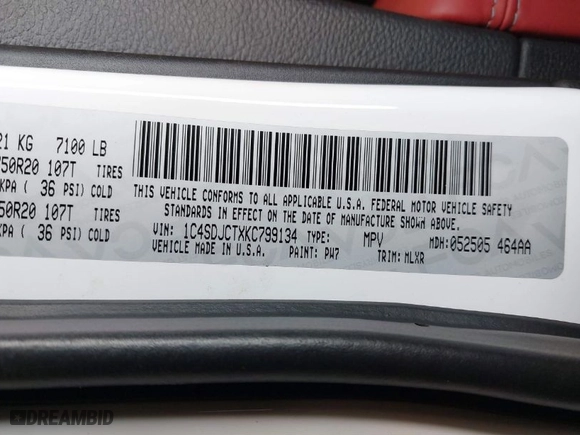 21 KG 7100 LB
50R20 107T TIRES
KPA ( 36 PSI) COLD
50R20 107T TIRES
KPA ( 36 PSI) COLD
THIS VEHICLE CONFORMS TO ALL APPLICABLE U.S.A. FEDERAL MOTOR VEHICLE SAFETY
STANDARDS IN EFFECT ON THE DATE OF MANUFACTURE SHOWN ABOVE.
VIN: 1C4SDJCTXKC799134 TYPE: MPV MDH: 052505 464AA
VEHICLE MADE IN U.S.A. PAINT: PW7 TRIM: MLXR
DREAMBID